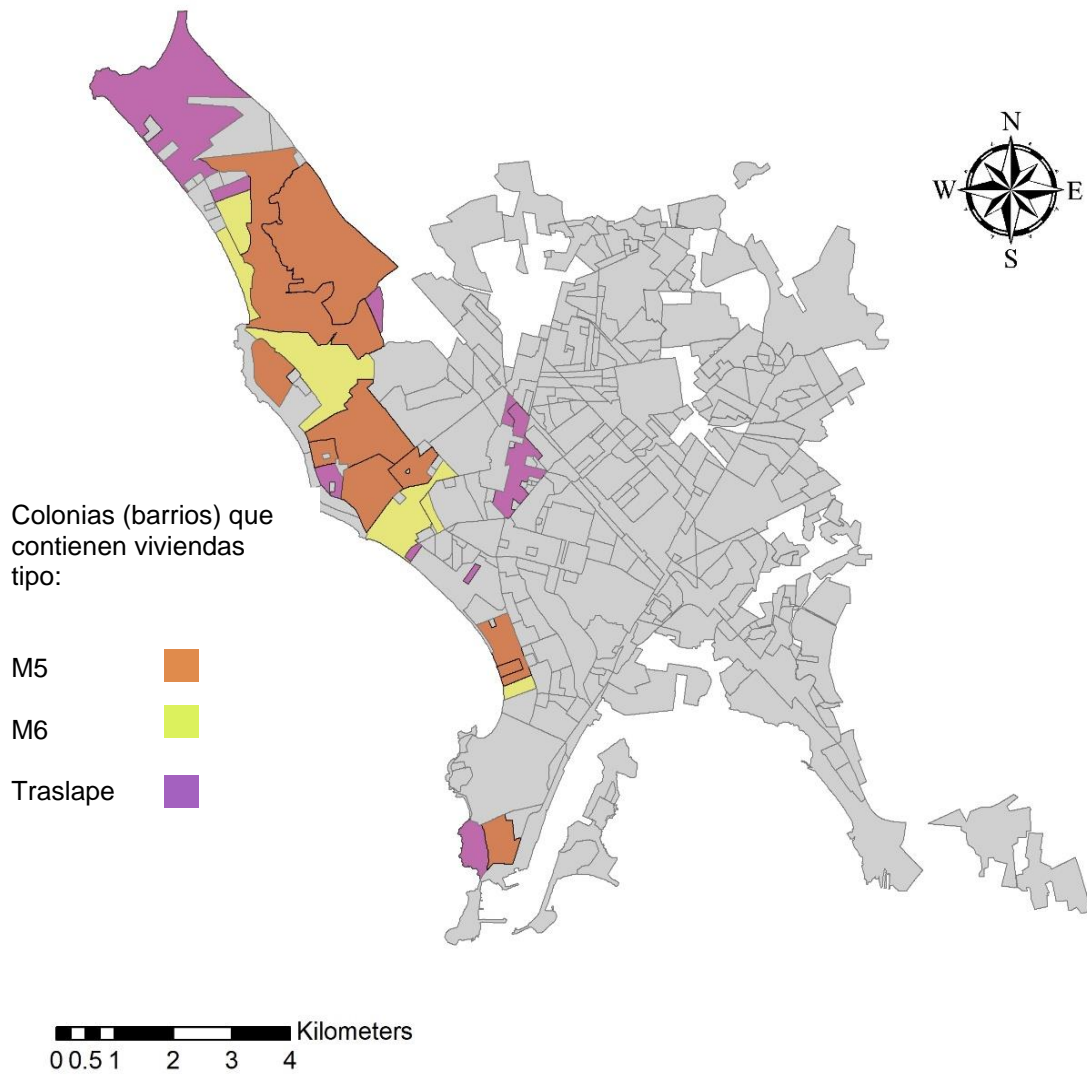 N
W E
S
Colonias (barrios) que
contienen viviendas
tipo:
M5
M6
Traslape
Kilometers
0 0.5 1 2 3 4